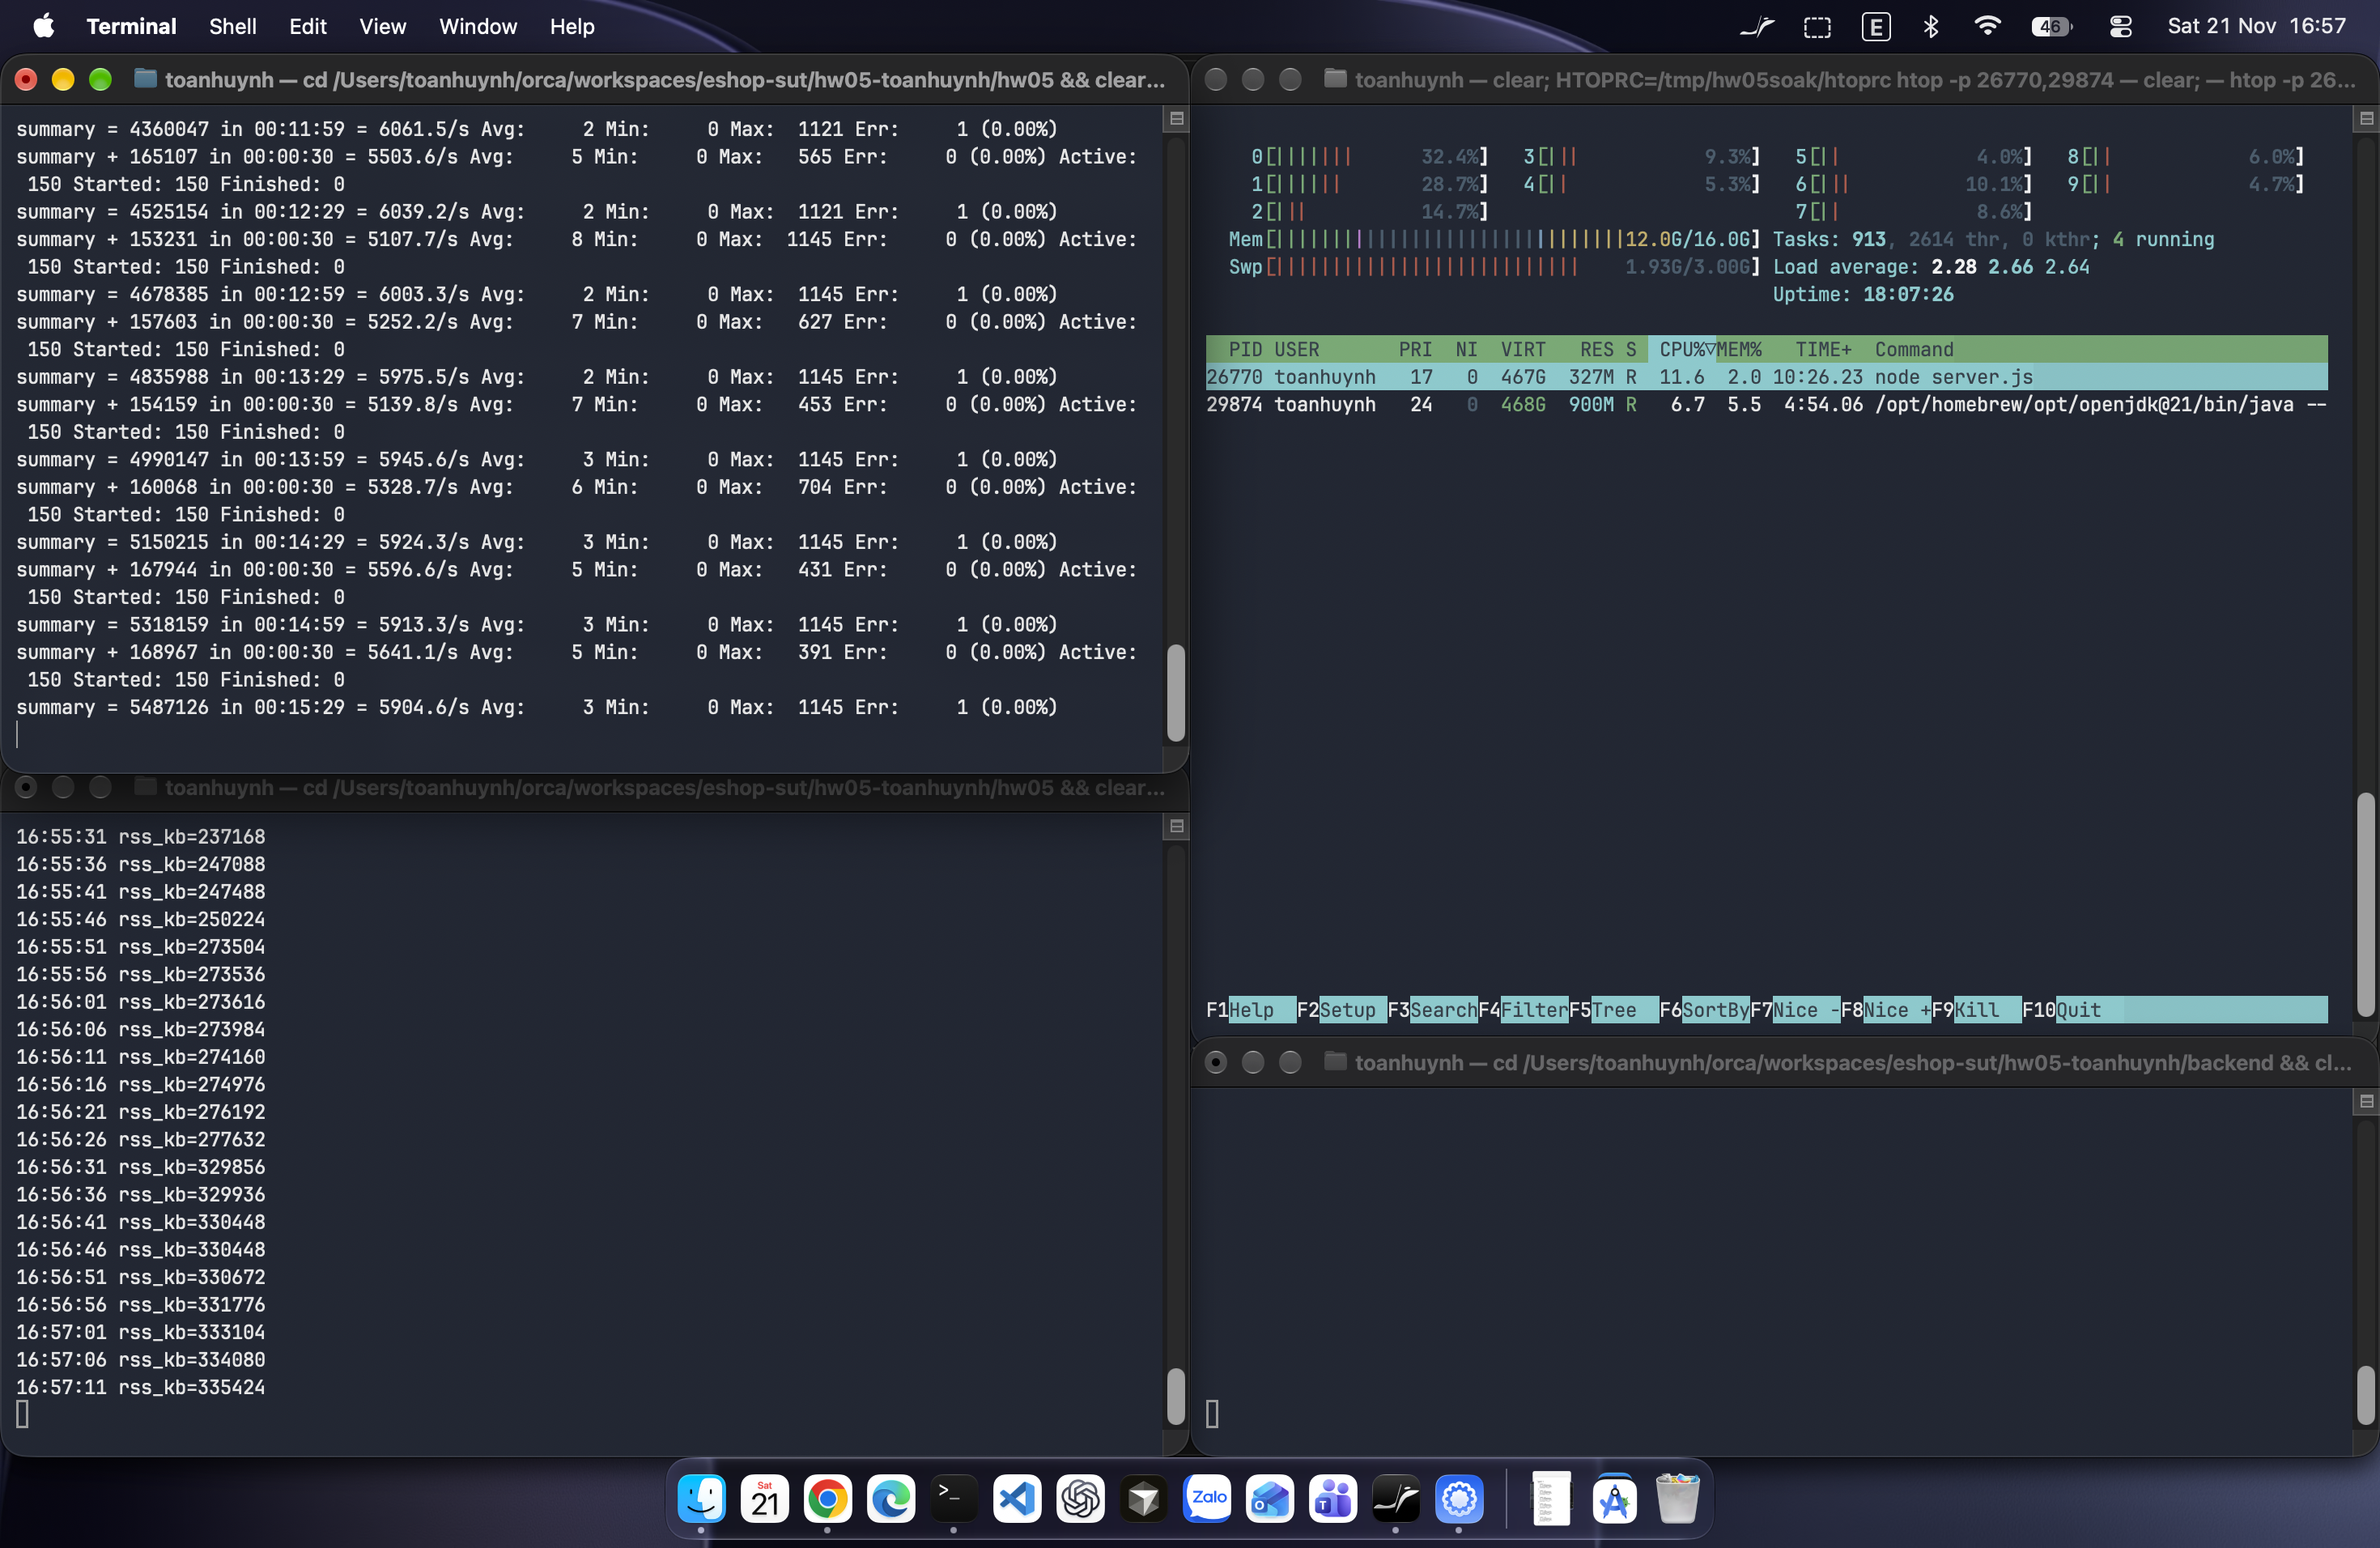 Terminal Shell Edit View Window Help E 46 Sat 21 Nov 16:57
toanhuynh — cd /Users/toanhuynh/orca/workspaces/eshop-sut/hw05-toanhuynh/hw05 && clear...
summary = 4360047 in 00:11:59 = 6061.5/s Avg: 2 Min: 0 Max: 1121 Err: 1 (0.00%)
summary + 165107 in 00:00:30 = 5503.6/s Avg: 5 Min: 0 Max: 565 Err: 0 (0.00%) Active:
150 Started: 150 Finished: 0
summary = 4525154 in 00:12:29 = 6039.2/s Avg: 2 Min: 0 Max: 1121 Err: 1 (0.00%)
summary + 153231 in 00:00:30 = 5107.7/s Avg: 8 Min: 0 Max: 1145 Err: 0 (0.00%) Active:
150 Started: 150 Finished: 0
summary = 4678385 in 00:12:59 = 6003.3/s Avg: 2 Min: 0 Max: 1145 Err: 1 (0.00%)
summary + 157603 in 00:00:30 = 5252.2/s Avg: 7 Min: 0 Max: 627 Err: 0 (0.00%) Active:
150 Started: 150 Finished: 0
summary = 4835988 in 00:13:29 = 5975.5/s Avg: 2 Min: 0 Max: 1145 Err: 1 (0.00%)
summary + 154159 in 00:00:30 = 5139.8/s Avg: 7 Min: 0 Max: 453 Err: 0 (0.00%) Active:
150 Started: 150 Finished: 0
summary = 4990147 in 00:13:59 = 5945.6/s Avg: 3 Min: 0 Max: 1145 Err: 1 (0.00%)
summary + 160068 in 00:00:30 = 5328.7/s Avg: 6 Min: 0 Max: 704 Err: 0 (0.00%) Active:
150 Started: 150 Finished: 0
summary = 5150215 in 00:14:29 = 5924.3/s Avg: 3 Min: 0 Max: 1145 Err: 1 (0.00%)
summary + 167944 in 00:00:30 = 5596.6/s Avg: 5 Min: 0 Max: 431 Err: 0 (0.00%) Active:
150 Started: 150 Finished: 0
summary = 5318159 in 00:14:59 = 5913.3/s Avg: 3 Min: 0 Max: 1145 Err: 1 (0.00%)
summary + 168967 in 00:00:30 = 5641.1/s Avg: 5 Min: 0 Max: 391 Err: 0 (0.00%) Active:
150 Started: 150 Finished: 0
summary = 5487126 in 00:15:29 = 5904.6/s Avg: 3 Min: 0 Max: 1145 Err: 1 (0.00%)
toanhuynh — cd /Users/toanhuynh/orca/workspaces/eshop-sut/hw05-toanhuynh/hw05 && clear...
16:55:31 rss_kb=237168
16:55:36 rss_kb=247088
16:55:41 rss_kb=247488
16:55:46 rss_kb=250224
16:55:51 rss_kb=273504
16:55:56 rss_kb=273536
16:56:01 rss_kb=273616
16:56:06 rss_kb=273984
16:56:11 rss_kb=274160
16:56:16 rss_kb=274976
16:56:21 rss_kb=276192
16:56:26 rss_kb=277632
16:56:31 rss_kb=329856
16:56:36 rss_kb=329936
16:56:41 rss_kb=330448
16:56:46 rss_kb=330448
16:56:51 rss_kb=330672
16:56:56 rss_kb=331776
16:57:01 rss_kb=333104
16:57:06 rss_kb=334080
16:57:11 rss_kb=335424
toanhuynh — clear; HTOPRC=/tmp/hw05soak/htoprc htop -p 26770,29874 — clear; — htop -p 26...
0[||||||| 32.4%] 3[||| 9.3%] 5[|| 4.0%] 8[|| 6.0%]
1[|||||| 28.7%] 4[|| 5.3%] 6[||| 10.1%] 9[|| 4.7%]
2[||| 14.7%] 7[|| 8.6%]
Mem[||||||||||||||||||||||||||||||12.0G/16.0G] Tasks: 913, 2614 thr, 0 kthr; 4 running
Swp[|||||||||||||||||||||||||| 1.93G/3.00G] Load average: 2.28 2.66 2.64
Uptime: 18:07:26
PID USER PRI NI VIRT RES S CPU%▽MEM% TIME+ Command
26770 toanhuynh 17 0 467G 327M R 11.6 2.0 10:26.23 node server.js
29874 toanhuynh 24 0 468G 900M R 6.7 5.5 4:54.06 /opt/homebrew/opt/openjdk@21/bin/java --
F1Help F2Setup F3SearchF4FilterF5Tree F6SortByF7Nice -F8Nice +F9Kill F10Quit
toanhuynh — cd /Users/toanhuynh/orca/workspaces/eshop-sut/hw05-toanhuynh/backend && cl...
Sat
21
>_
Zalo
O
T